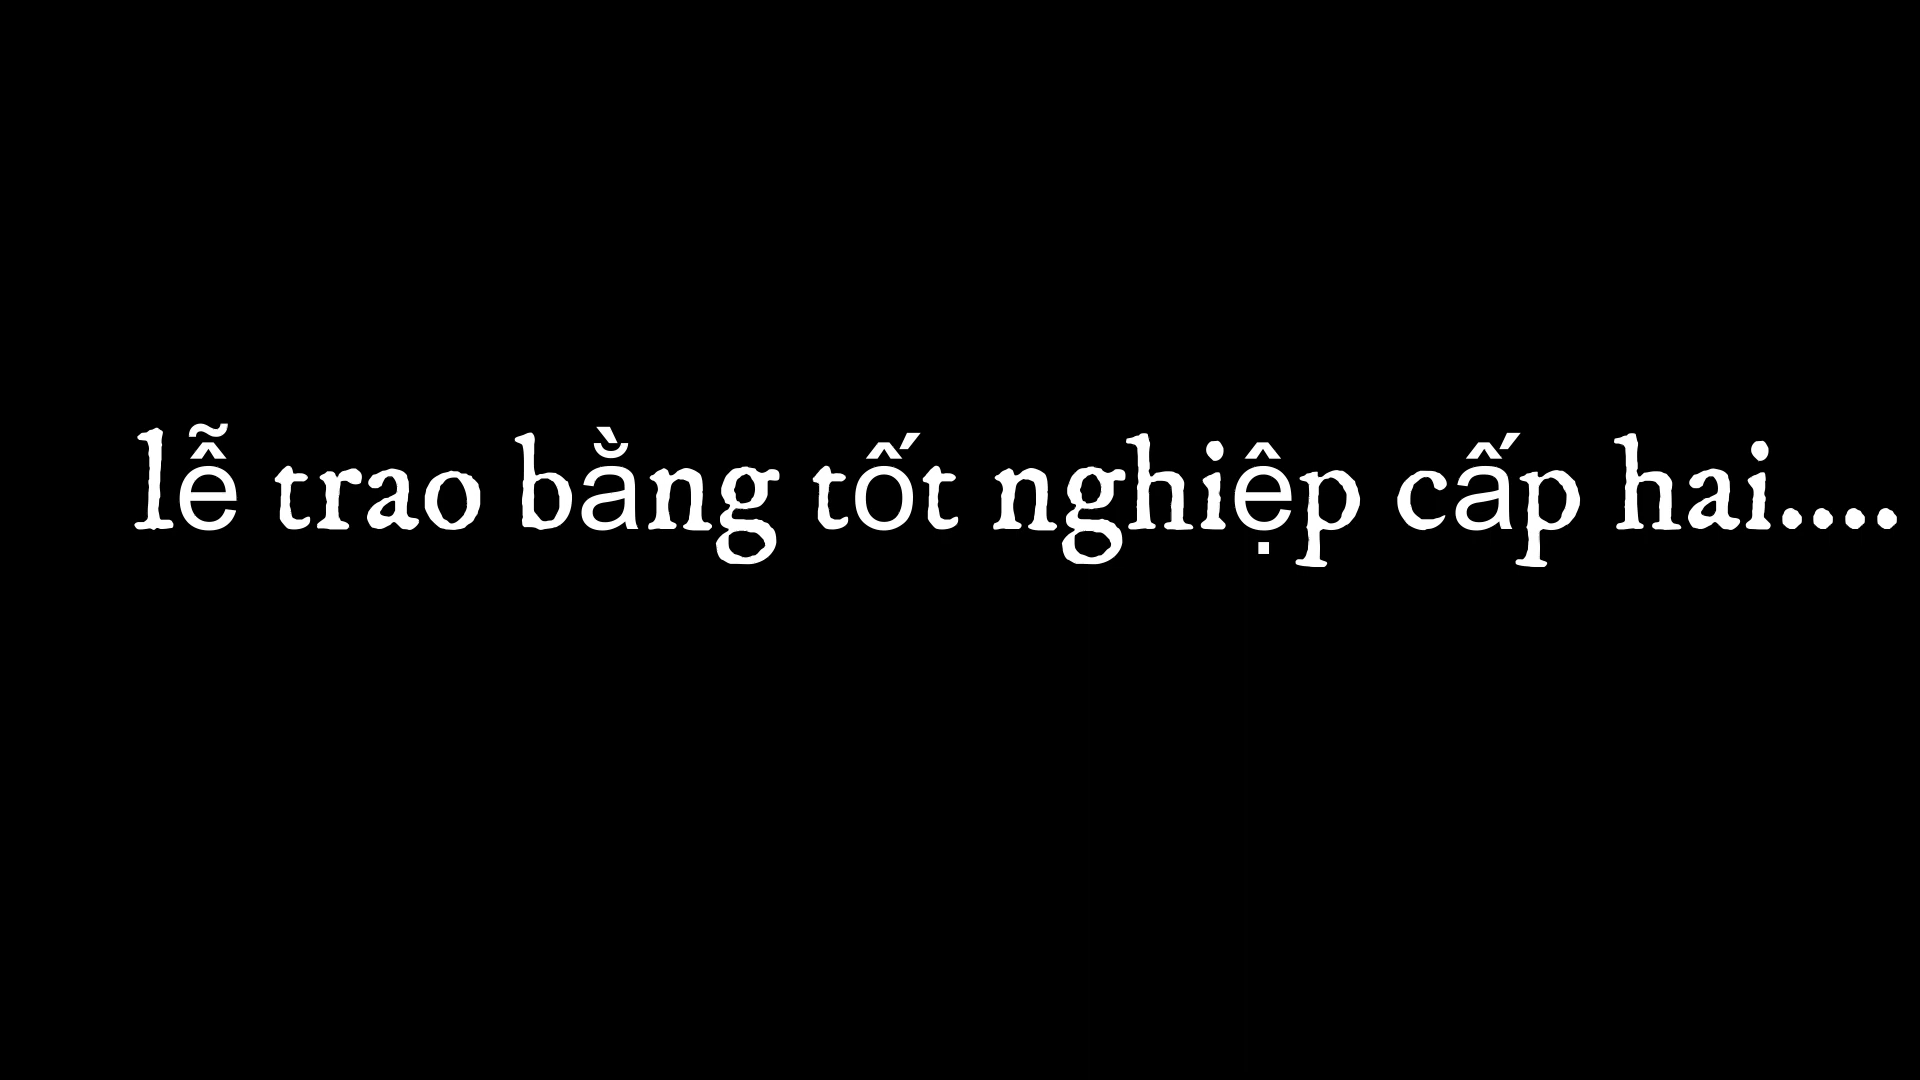 lễ trao bằng tốt nghiệp cấp hai....